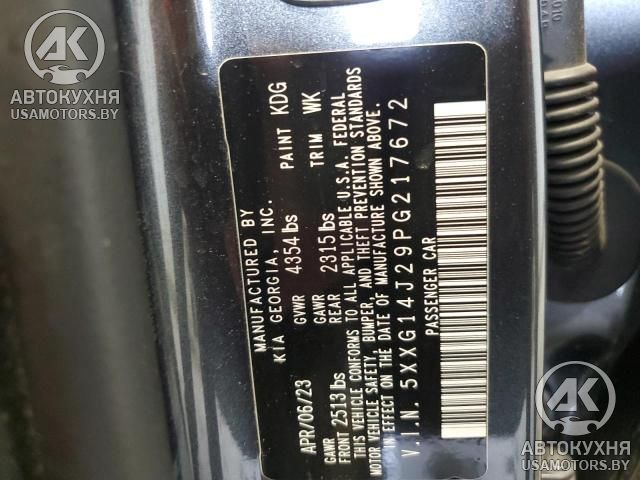 MANUFACTURED BY
KIA GEORGIA, INC.
APR/06/23 GVWR 4354lbs PAINT KDG
GAWR FRONT 2513lbs GAWR REAR 2315lbs TRIM WK
THIS VEHICLE CONFORMS TO ALL APPLICABLE U.S.A. FEDERAL
MOTOR VEHICLE SAFETY, BUMPER, AND THEFT PREVENTION STANDARDS
IN EFFECT ON THE DATE OF MANUFACTURE SHOWN ABOVE.
V.I.N. 5XXG14J29PG217672
PASSENGER CAR
АК
АВТОКУХНЯ
USAMOTORS.BY
АК
АВТОКУХНЯ
USAMOTORS.BY